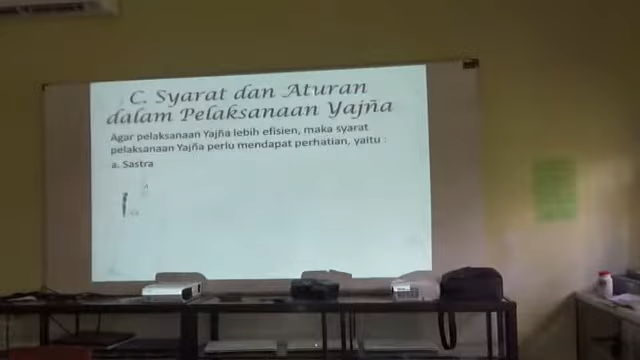 C. Syarat dan Aturan
dalam Pelaksanaan Yajña
Agar pelaksanaan Yajña lebih efisien, maka syarat
pelaksanaan Yajña perlu mendapat perhatian, yaitu :
a. Sastra